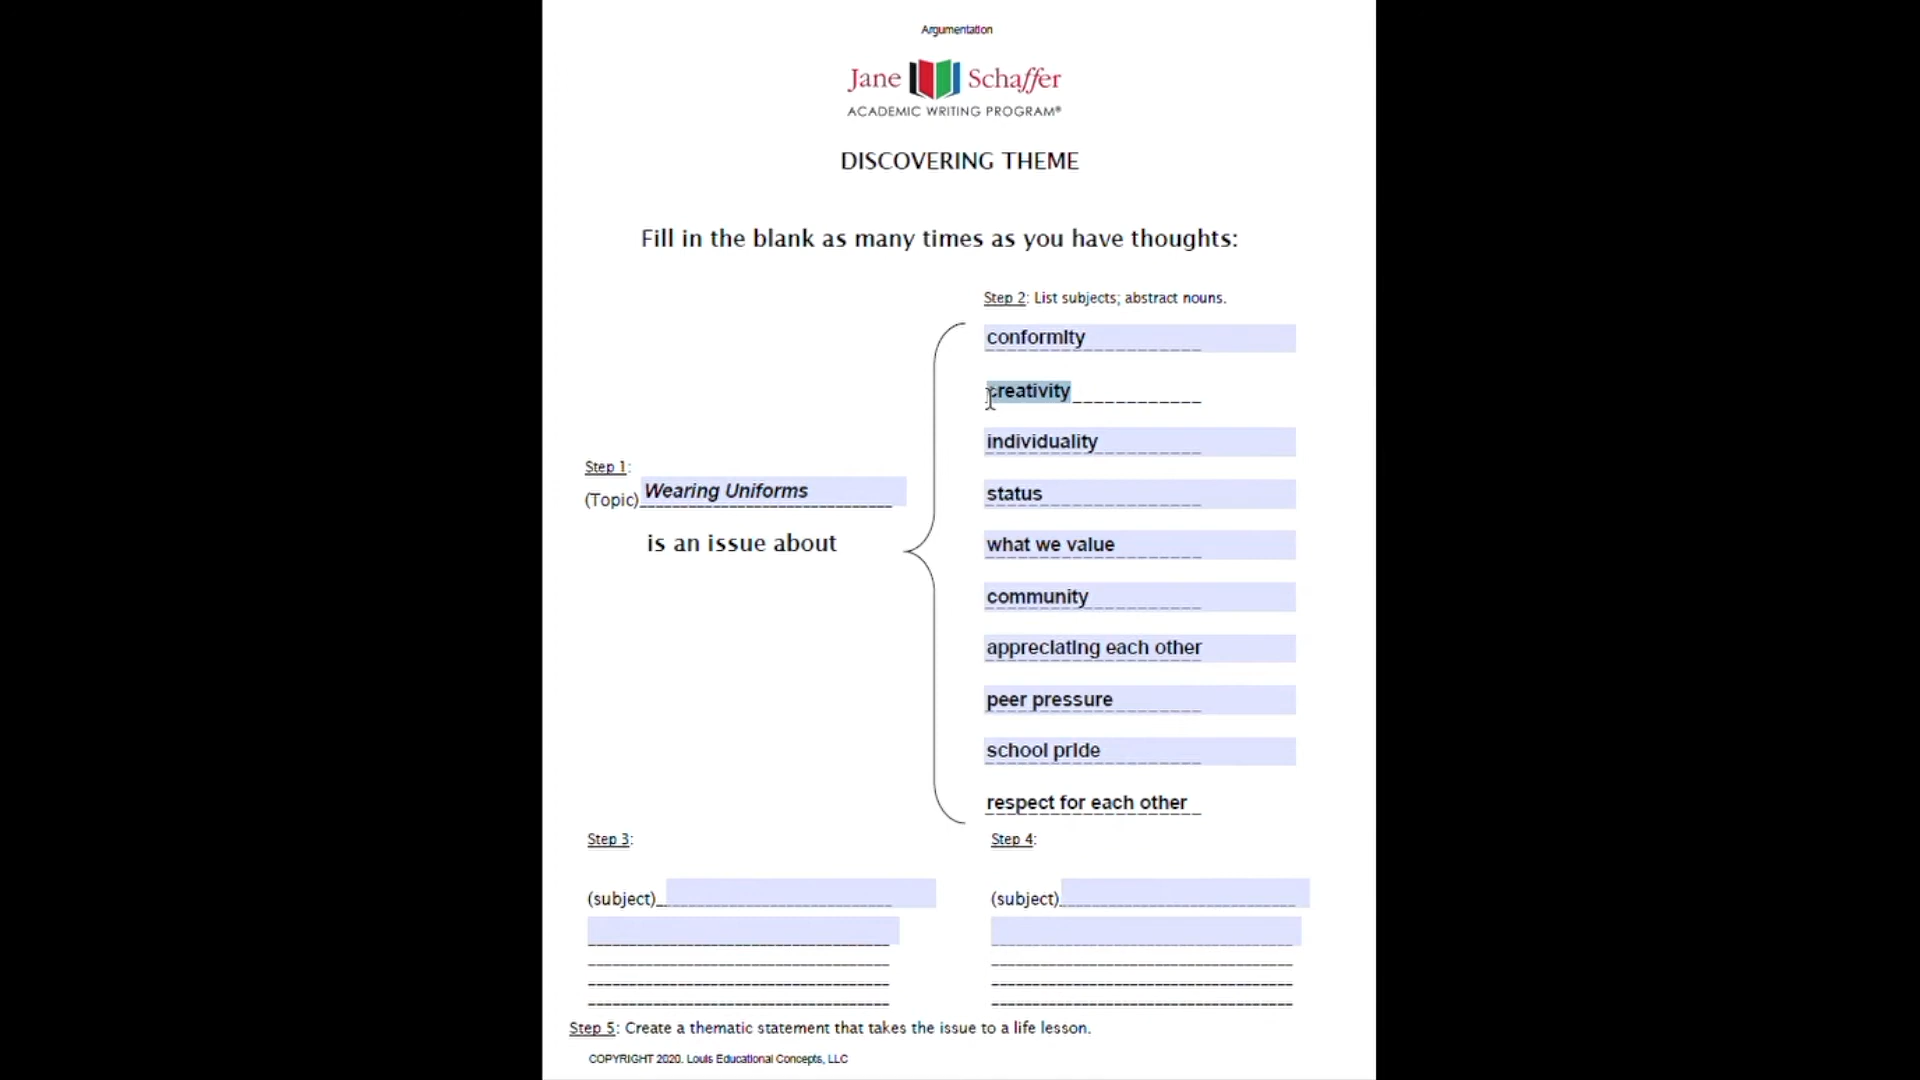 Argumentation
Jane Schaffer
ACADEMIC WRITING PROGRAM®
DISCOVERING THEME
Fill in the blank as many times as you have thoughts:
Step 2: List subjects; abstract nouns.
conformity
creativity
individuality
status
what we value
community
appreciating each other
peer pressure
school pride
respect for each other
Step 1:
(Topic) Wearing Uniforms
is an issue about
Step 3:
(subject)
Step 4:
(subject)
Step 5: Create a thematic statement that takes the issue to a life lesson.
COPYRIGHT 2020. Louis Educational Concepts, LLC